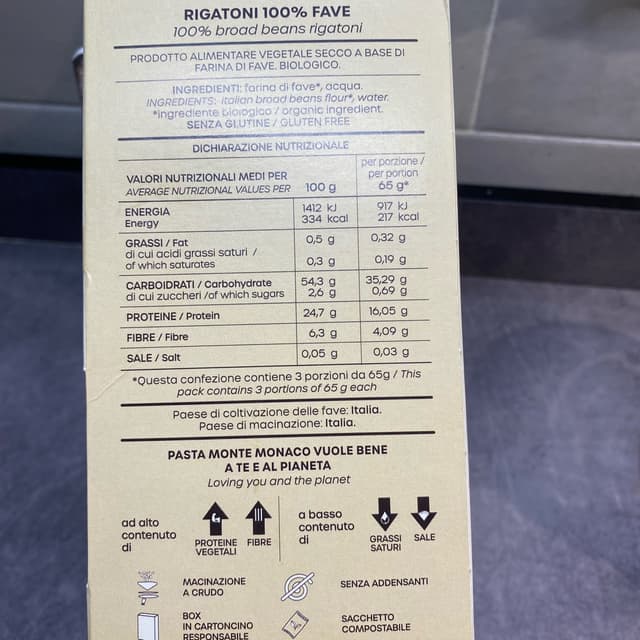 RIGATONI 100% FAVE
100% broad beans rigatoni
PRODOTTO ALIMENTARE VEGETALE SECCO A BASE DI
FARINA DI FAVE. BIOLOGICO.
INGREDIENTI: farina di fave*, acqua.
INGREDIENTS: italian broad beans flour*, water.
*ingrediente biologico / organic ingredient.
SENZA GLUTINE / GLUTEN FREE
DICHIARAZIONE NUTRIZIONALE
VALORI NUTRIZIONALI MEDI PER
AVERAGE NUTRITIONAL VALUES PER 100 g per porzione / per portion 65 g*
ENERGIA 1412 kJ 917 kJ
Energy 334 kcal 217 kcal
GRASSI / Fat 0,5 g 0,32 g
di cui acidi grassi saturi /
of which saturates 0,3 g 0,19 g
CARBOIDRATI / Carbohydrate 54,3 g 35,29 g
di cui zuccheri /of which sugars 2,6 g 0,69 g
PROTEINE / Protein 24,7 g 16,05 g
FIBRE / Fibre 6,3 g 4,09 g
SALE / Salt 0,05 g 0,03 g
*Questa confezione contiene 3 porzioni da 65g / This
pack contains 3 portions of 65 g each
Paese di coltivazione delle fave: Italia.
Paese di macinazione: Italia.
PASTA MONTE MONACO VUOLE BENE
A TE E AL PIANETA
Loving you and the planet
ad alto
contenuto
di
PROTEINE
VEGETALI
FIBRE
a basso
contenuto
di
GRASSI
SATURI
SALE
MACINAZIONE
A CRUDO
SENZA ADDENSANTI
BOX
IN CARTONCINO
RESPONSABILE
SACCHETTO
COMPOSTABILE